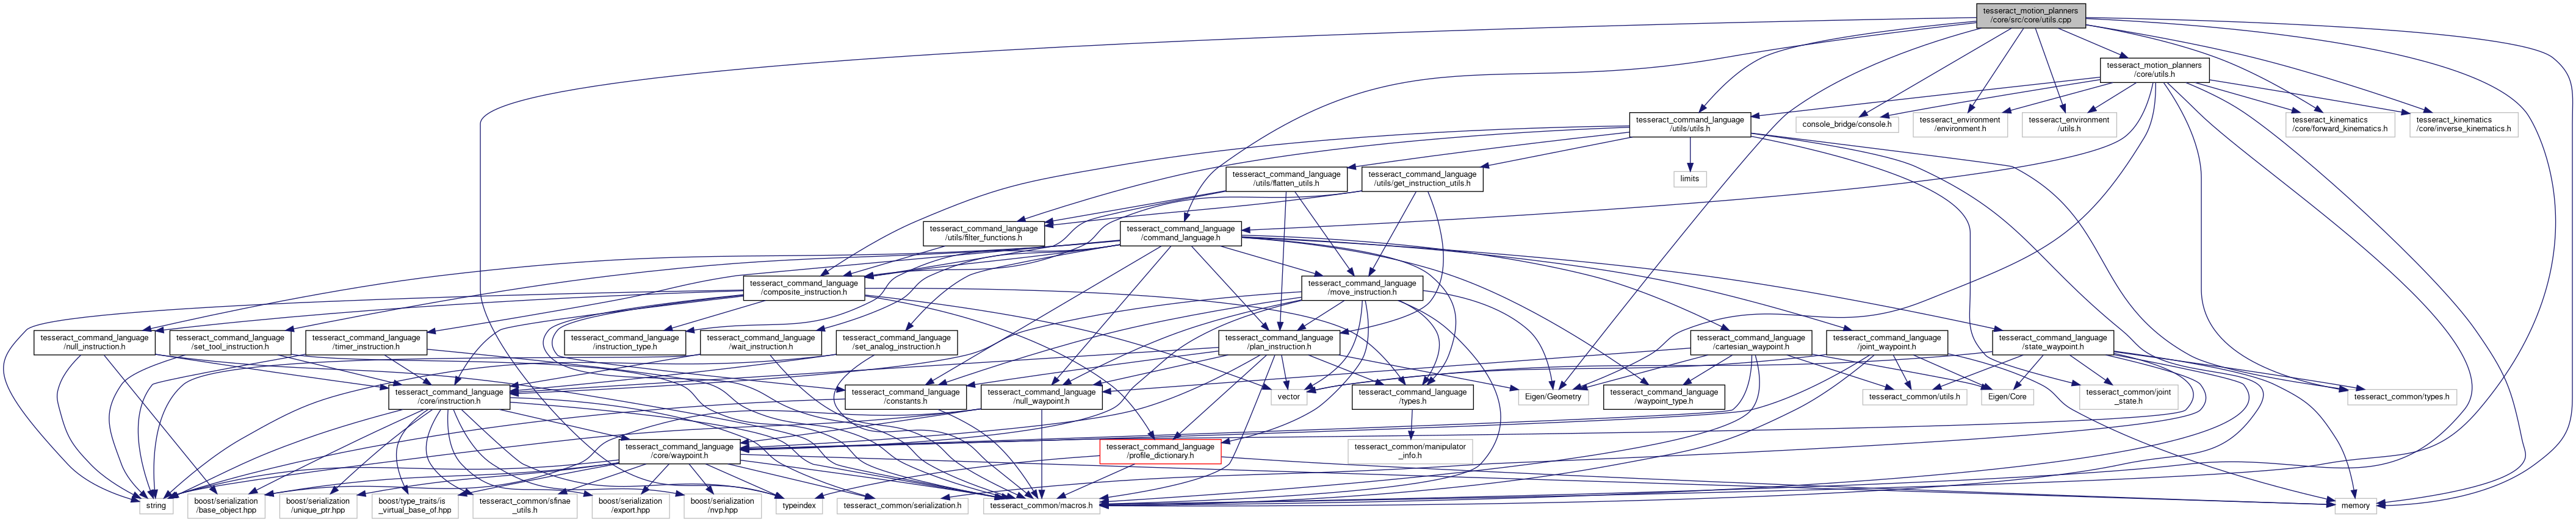 tesseract_motion_planners
/core/src/core/utils.cpp
tesseract_motion_planners
/core/utils.h
tesseract_command_language
/utils/utils.h
console_bridge/console.h
tesseract_environment
/environment.h
tesseract_environment
/utils.h
tesseract_kinematics
/core/forward_kinematics.h
tesseract_kinematics
/core/inverse_kinematics.h
tesseract_command_language
/utils/flatten_utils.h
tesseract_command_language
/utils/get_instruction_utils.h
limits
tesseract_command_language
/utils/filter_functions.h
tesseract_command_language
/command_language.h
tesseract_command_language
/composite_instruction.h
tesseract_command_language
/move_instruction.h
tesseract_command_language
/null_instruction.h
tesseract_command_language
/set_tool_instruction.h
tesseract_command_language
/timer_instruction.h
tesseract_command_language
/instruction_type.h
tesseract_command_language
/wait_instruction.h
tesseract_command_language
/set_analog_instruction.h
tesseract_command_language
/plan_instruction.h
tesseract_command_language
/cartesian_waypoint.h
tesseract_command_language
/joint_waypoint.h
tesseract_command_language
/state_waypoint.h
tesseract_command_language
/core/instruction.h
tesseract_command_language
/constants.h
tesseract_command_language
/null_waypoint.h
vector
tesseract_command_language
/types.h
Eigen/Geometry
tesseract_command_language
/waypoint_type.h
tesseract_common/utils.h
Eigen/Core
tesseract_common/joint
_state.h
tesseract_common/types.h
tesseract_command_language
/core/waypoint.h
tesseract_command_language
/profile_dictionary.h
tesseract_common/manipulator
_info.h
string
boost/serialization
/base_object.hpp
boost/serialization
/unique_ptr.hpp
boost/type_traits/is
_virtual_base_of.hpp
tesseract_common/sfinae
_utils.h
boost/serialization
/export.hpp
boost/serialization
/nvp.hpp
typeindex
tesseract_common/serialization.h
tesseract_common/macros.h
memory